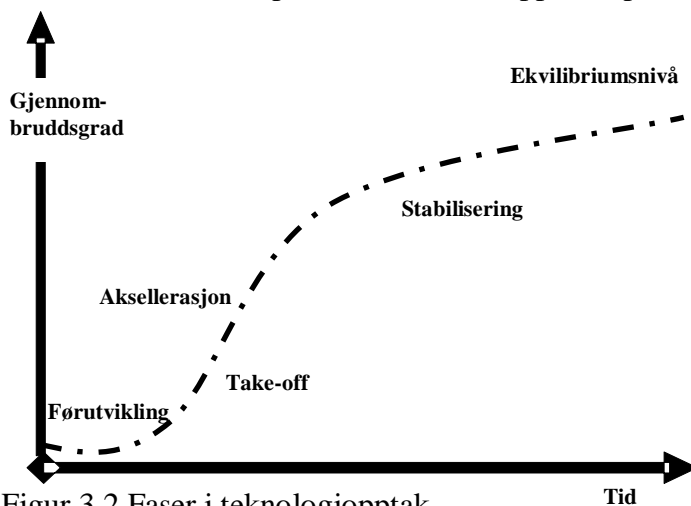 Ekvilibriumsnivå
Gjennom-
bruddsgrad
Stabilisering
Aksellerasjon
Take-off
Førutvikling
Tid
Figur 3.2 Faser i teknologiopptak